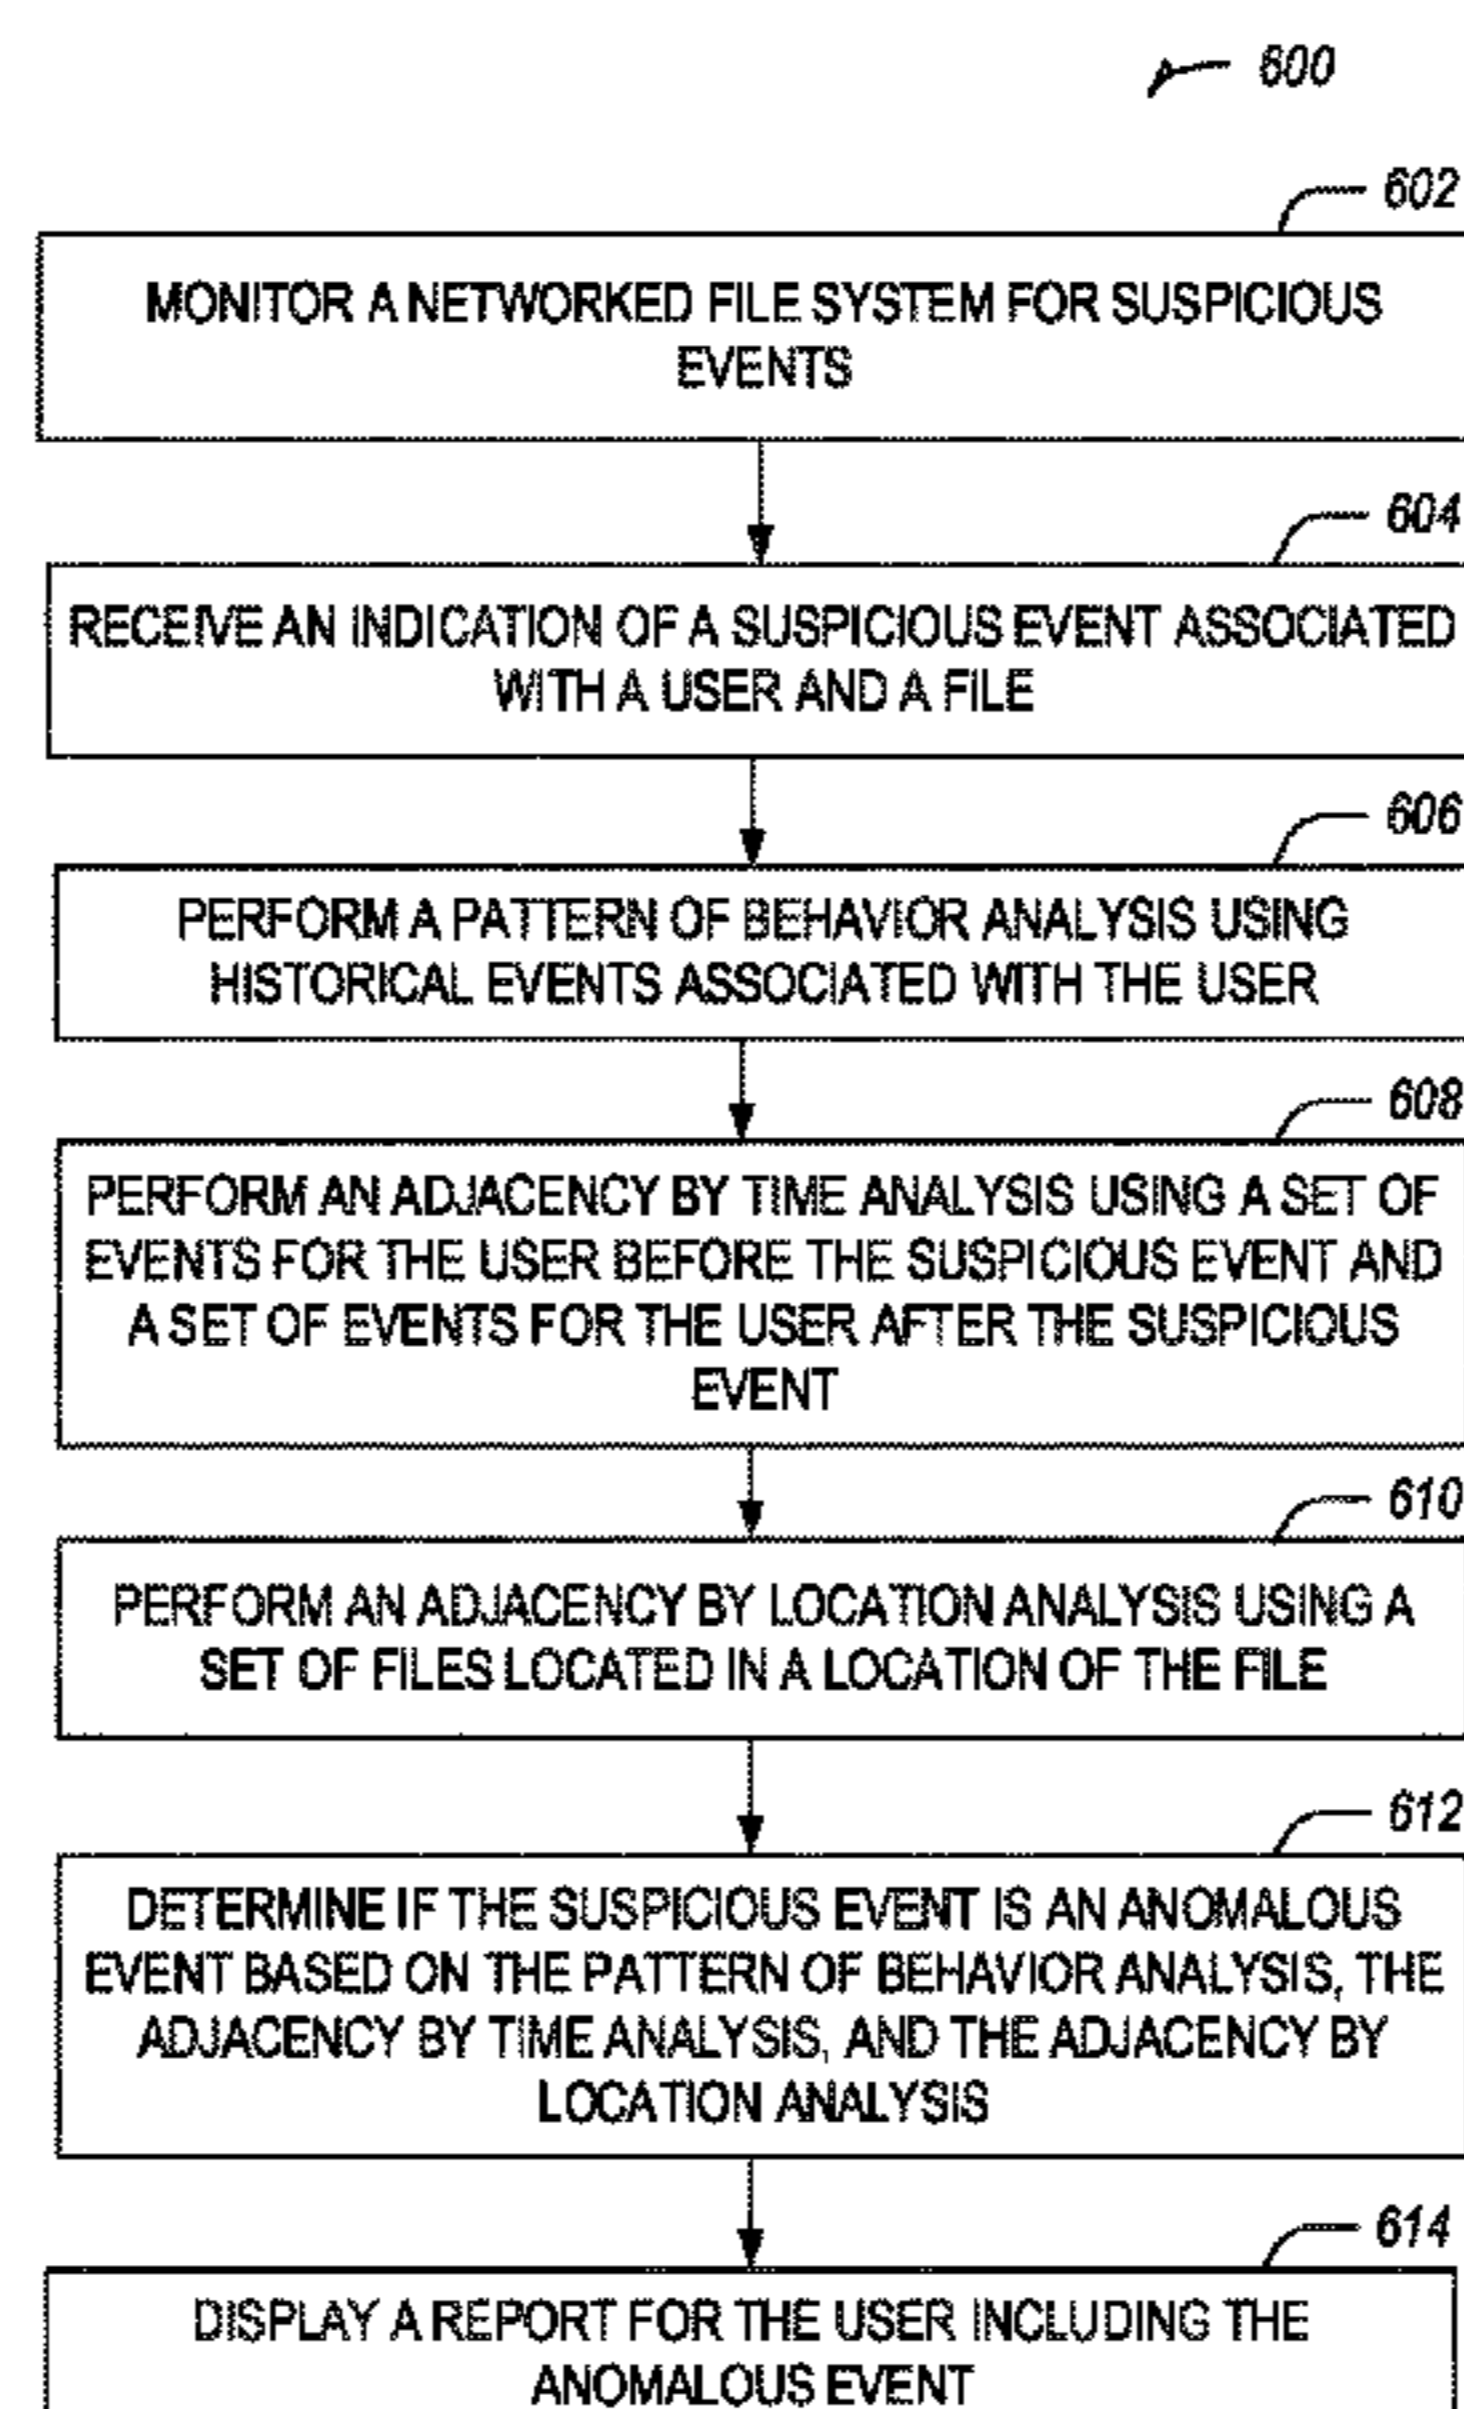 600
602
MONITOR A NETWORKED FILE SYSTEM FOR SUSPICIOUS
EVENTS
604
RECEIVE AN INDICATION OF A SUSPICIOUS EVENT ASSOCIATED
WITH A USER AND A FILE
606
PERFORM A PATTERN OF BEHAVIOR ANALYSIS USING
HISTORICAL EVENTS ASSOCIATED WITH THE USER
608
PERFORM AN ADJACENCY BY TIME ANALYSIS USING A SET OF
EVENTS FOR THE USER BEFORE THE SUSPICIOUS EVENT AND
A SET OF EVENTS FOR THE USER AFTER THE SUSPICIOUS
EVENT
610
PERFORM AN ADJACENCY BY LOCATION ANALYSIS USING A
SET OF FILES LOCATED IN A LOCATION OF THE FILE
612
DETERMINE IF THE SUSPICIOUS EVENT IS AN ANOMALOUS
EVENT BASED ON THE PATTERN OF BEHAVIOR ANALYSIS, THE
ADJACENCY BY TIME ANALYSIS, AND THE ADJACENCY BY
LOCATION ANALYSIS
614
DISPLAY A REPORT FOR THE USER INCLUDING THE
ANOMALOUS EVENT